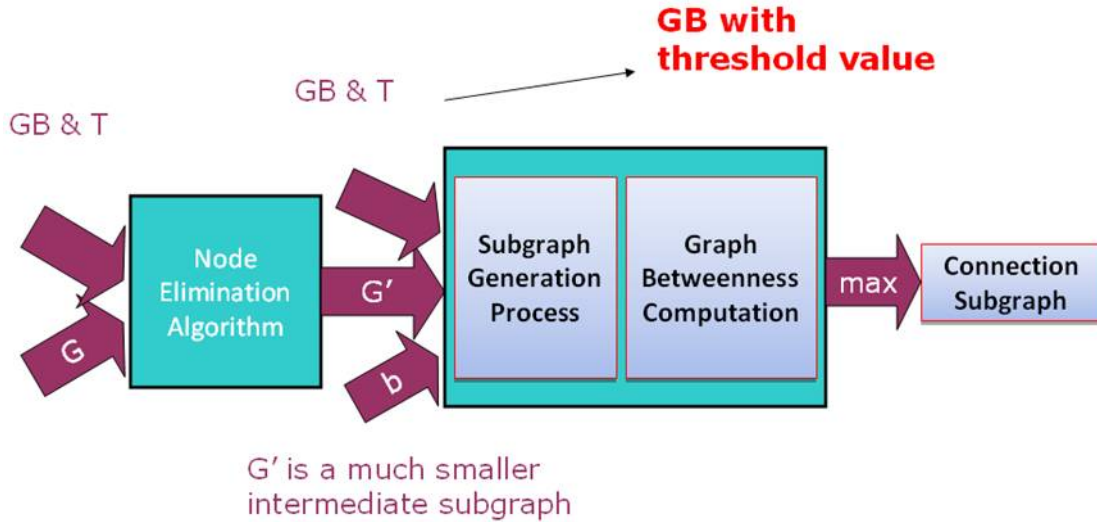 GB with
threshold value
GB & T
GB & T
Node
Elimination
Algorithm
G
G’
b
Subgraph
Generation
Process
Graph
Betweenness
Computation
max
Connection
Subgraph
G’ is a much smaller
intermediate subgraph